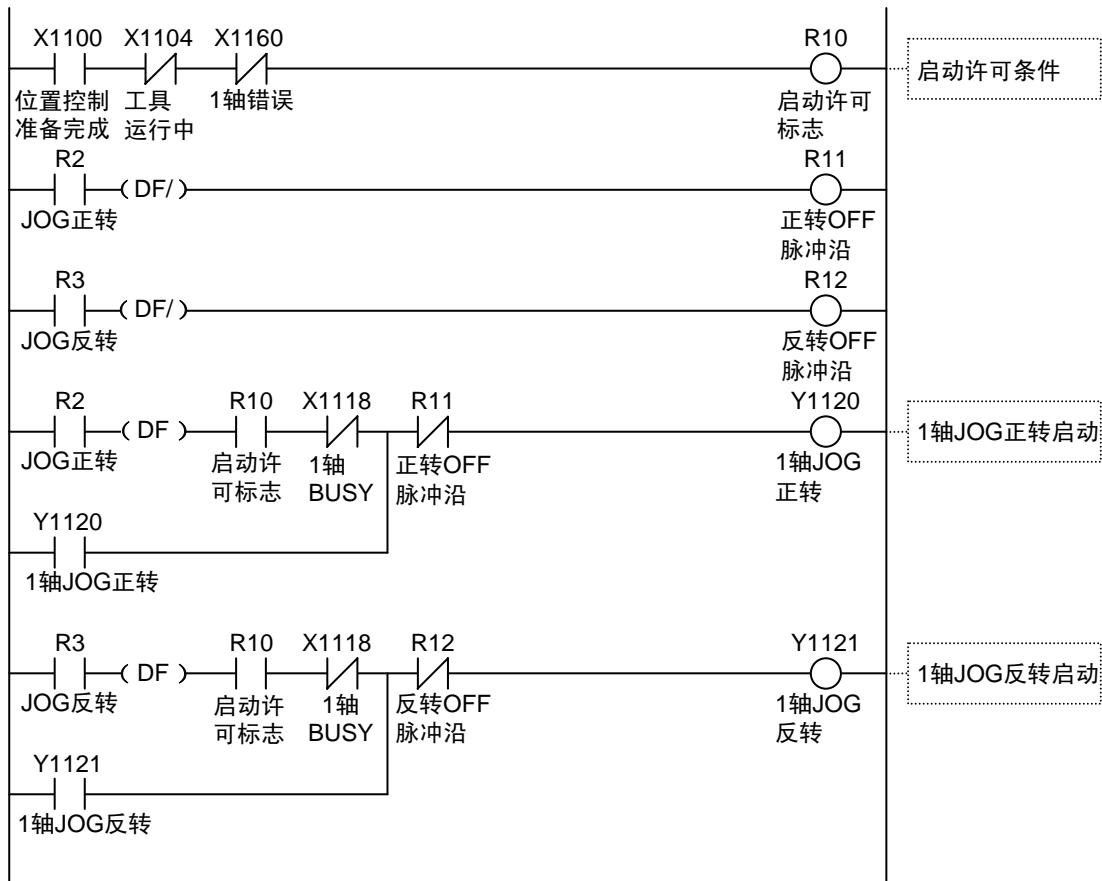 X1100 X1104 X1160 R10
位置控制 工具 1轴错误 启动许可 启动许可条件
准备完成 运行中 标志
R2 R11
( DF/ )
JOG正转 正转OFF
脉冲沿
R3 R12
( DF/ )
JOG反转 反转OFF
脉冲沿
R2 R10 X1118 R11 Y1120
( DF ) 1轴JOG正转启动
JOG正转 启动许 1轴 正转OFF 1轴JOG
可标志 BUSY 脉冲沿 正转
Y1120
1轴JOG正转
R3 R10 X1118 R12 Y1121
( DF ) 1轴JOG反转启动
JOG反转 启动许 1轴 反转OFF 1轴JOG
可标志 BUSY 脉冲沿 反转
Y1121
1轴JOG反转